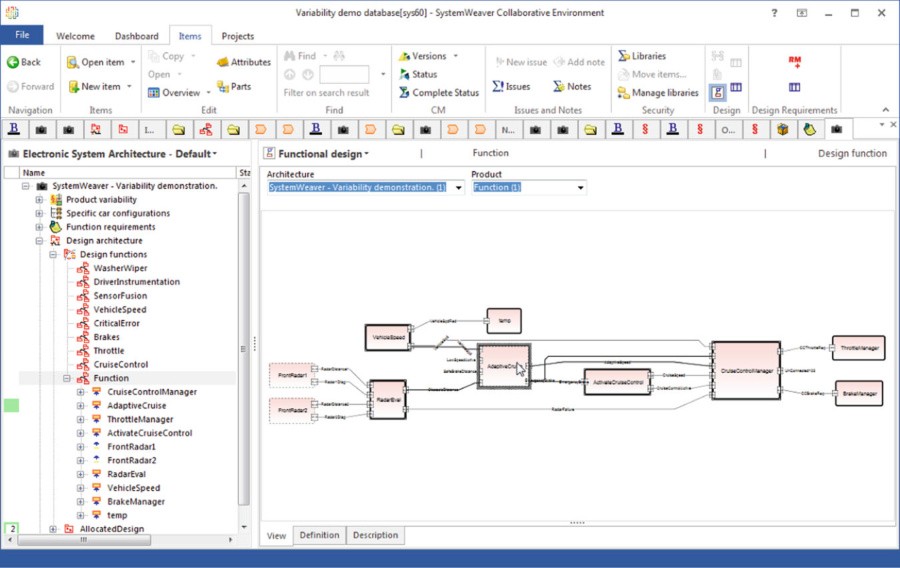 Variability demo database[sys60] - SystemWeaver Collaborative Environment
File Welcome Dashboard Items Projects
Back Open item Copy Attributes Find Versions New issue Add note Libraries RM
Open Status Move items...
Forward New item Overview Parts Filter on search result Complete Status Issues Notes Manage libraries
Navigation Items Edit Find CM Issues and Notes Security Design Design Requirements
B I... B N... B § B § O... §
Electronic System Architecture - Default
Name Sta
SystemWeaver - Variability demonstration.
Product variability
Specific car configurations
Function requirements
Design architecture
Design functions
WasherWiper
DriverInstrumentation
SensorFusion
VehicleSpeed
CriticalError
Brakes
Throttle
CruiseControl
Function
CruiseControlManager
AdaptiveCruise
ThrottleManager
ActivateCruiseControl
FrontRadar1
FrontRadar2
RadarEval
VehicleSpeed
BrakeManager
temp
2 AllocatedDesign
Functional design | Function | Design function
Architecture Product
SystemWeaver - Variability demonstration. (1) Function (1)
temp
VehicleSpeed
AdaptiveCru
CruiseControlManager
ThrottleManager
FrontRadar1
ActivateCruiseControl
RadarEval
BrakeManager
FrontRadar2
RadarFailure
View Definition Description